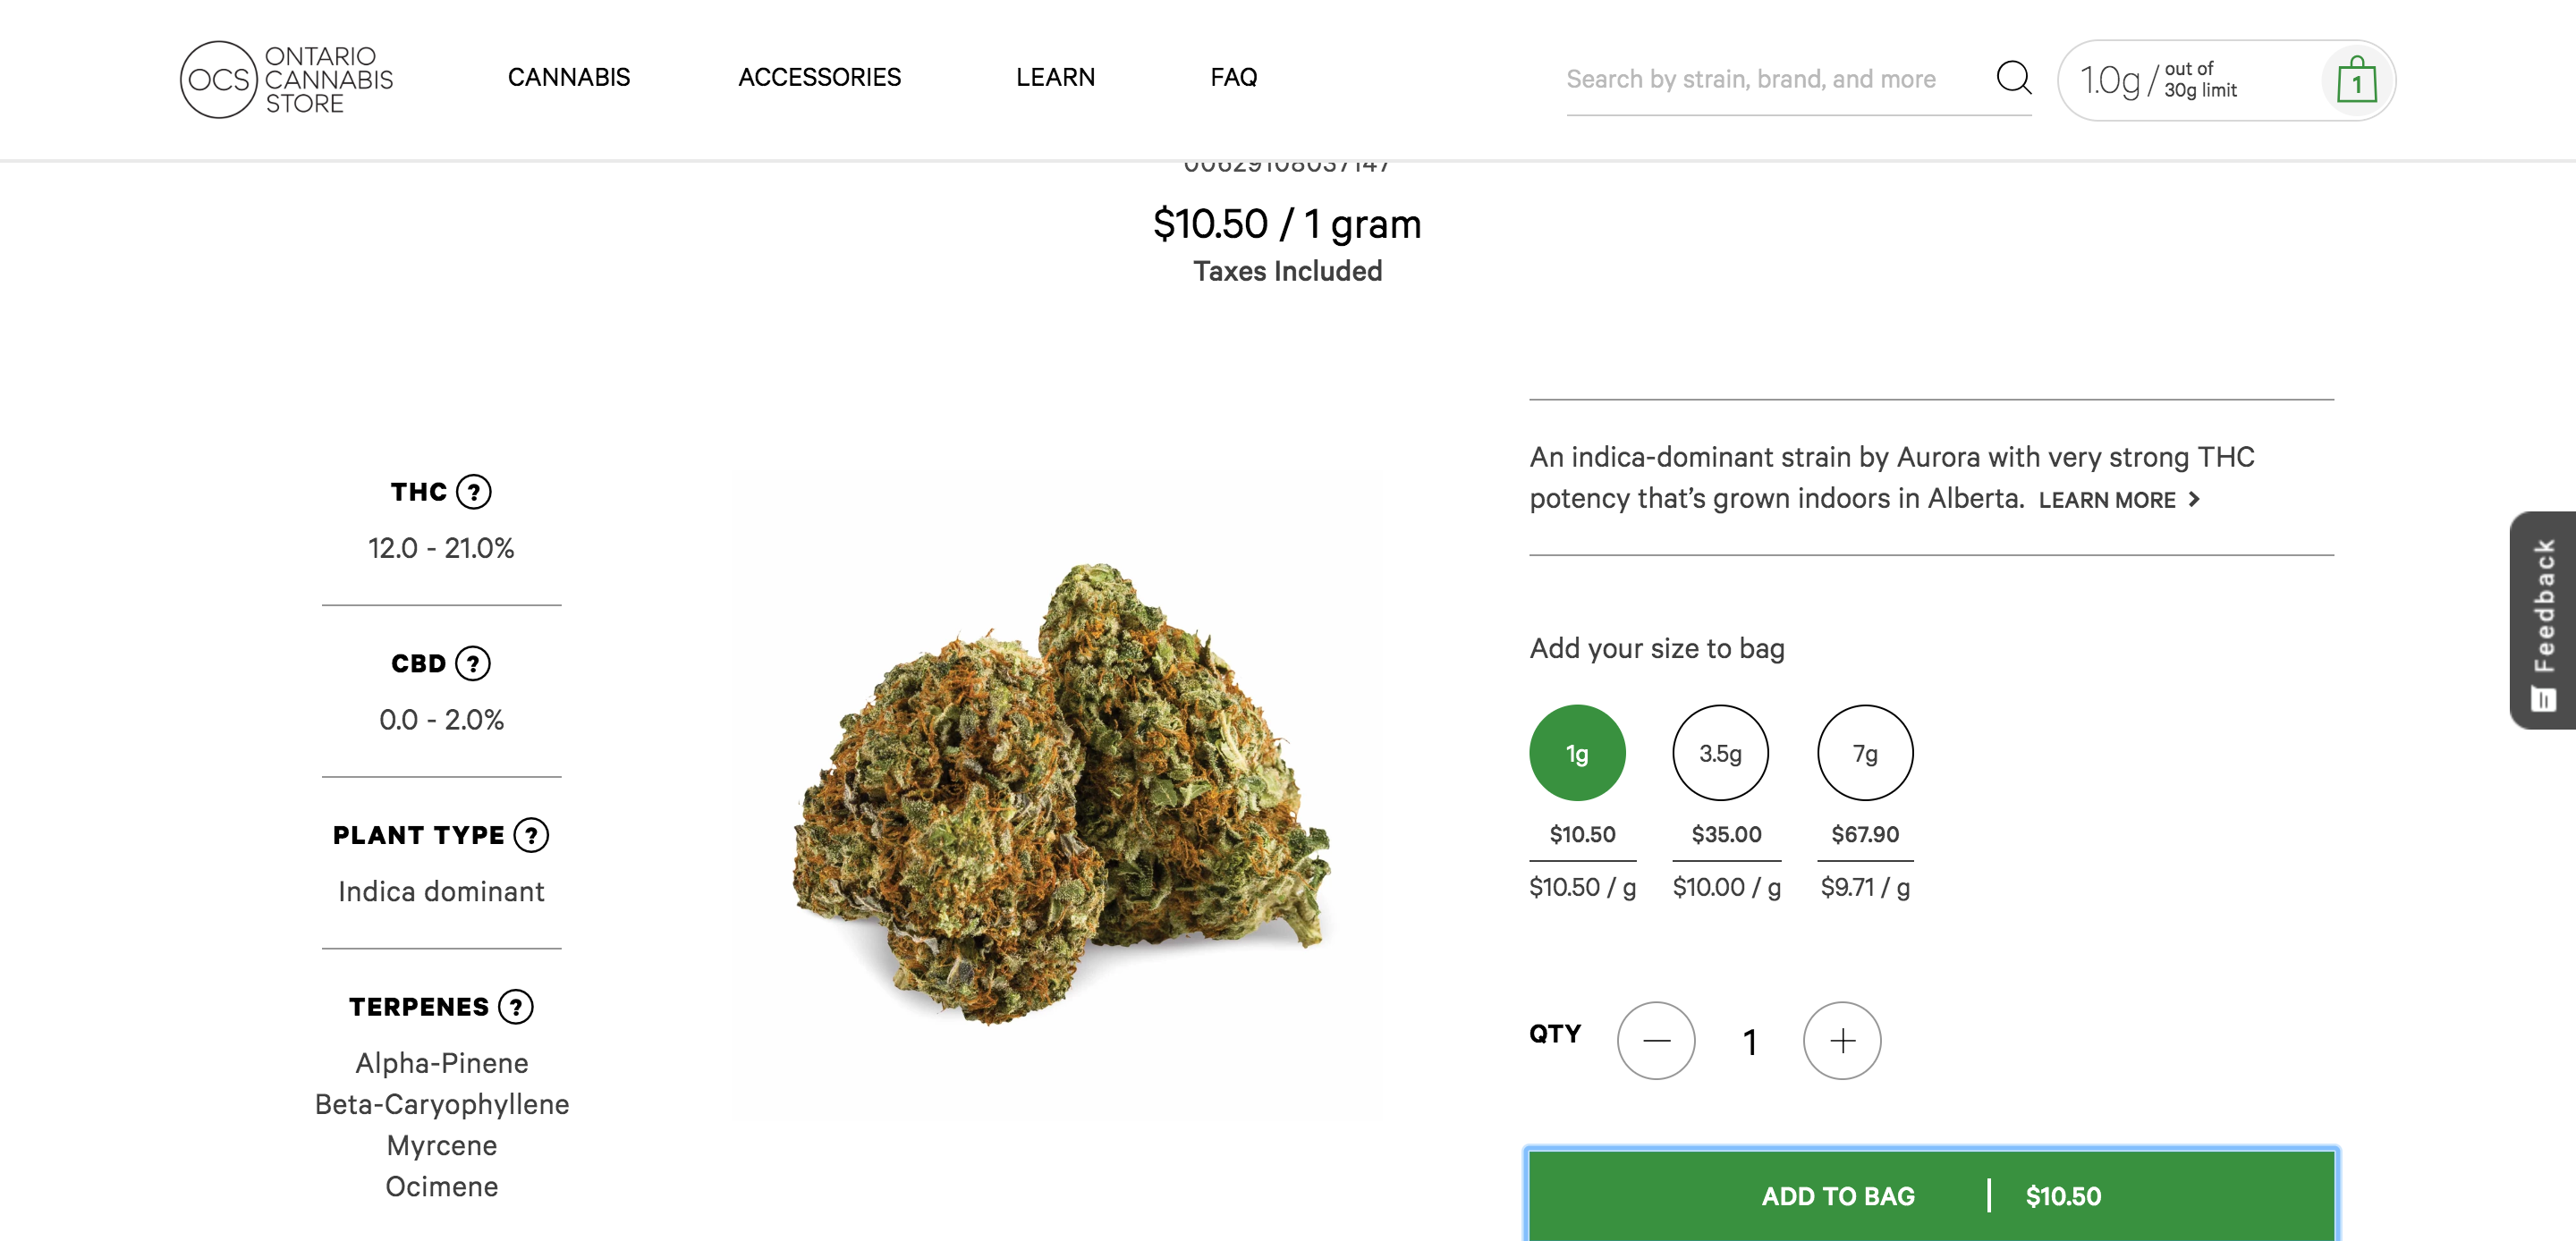 OCS ONTARIO
CANNABIS
STORE
CANNABIS
ACCESSORIES
LEARN
FAQ
Search by strain, brand, and more
1.0g / out of
30g limit
1
00629108037147
$10.50 / 1 gram
Taxes Included
THC ?
12.0 - 21.0%
CBD ?
0.0 - 2.0%
PLANT TYPE ?
Indica dominant
TERPENES ?
Alpha-Pinene
Beta-Caryophyllene
Myrcene
Ocimene
An indica-dominant strain by Aurora with very strong THC
potency that’s grown indoors in Alberta. LEARN MORE >
Add your size to bag
1g 3.5g 7g
$10.50 $35.00 $67.90
$10.50 / g $10.00 / g $9.71 / g
QTY — 1 +
ADD TO BAG | $10.50
Feedback